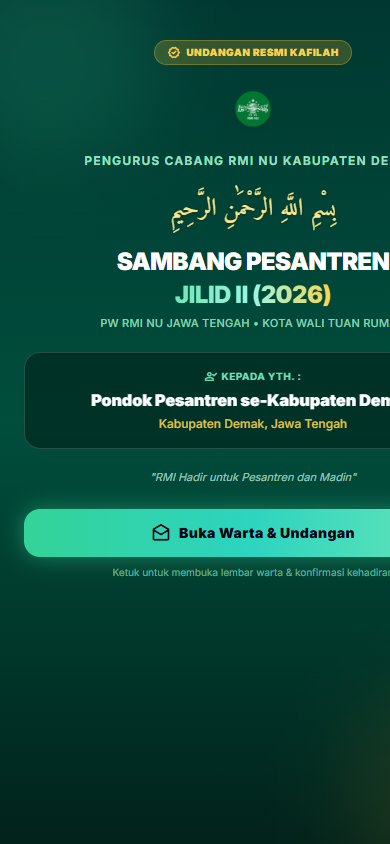 UNDANGAN RESMI KAFILAH
PENGURUS CABANG RMI NU KABUPATEN DE
بِسْمِ اللَّهِ الرَّحْمَٰنِ الرَّحِيمِ
SAMBANG PESANTREN
JILID II (2026)
PW RMI NU JAWA TENGAH • KOTA WALI TUAN RUM
KEPADA YTH. :
Pondok Pesantren se-Kabupaten Dem
Kabupaten Demak, Jawa Tengah
"RMI Hadir untuk Pesantren dan Madin"
Buka Warta & Undangan
Ketuk untuk membuka lembar warta & konfirmasi kehadiran